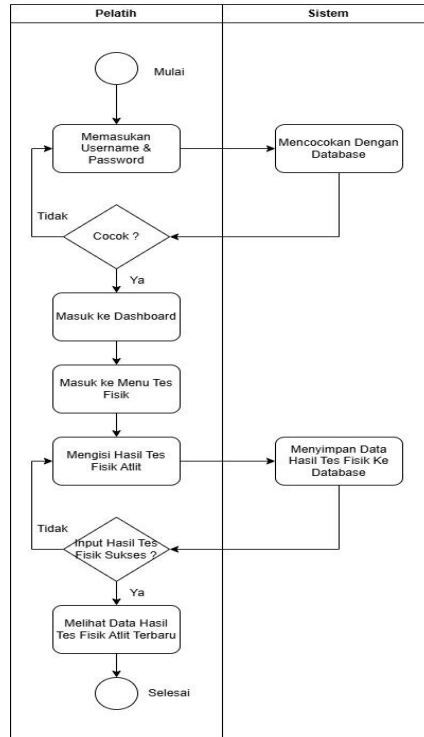 Pelatih
Sistem
Mulai
Memasukan
Username &
Password
Mencocokan Dengan
Database
Tidak
Cocok ?
Ya
Masuk ke Dashboard
Masuk ke Menu Tes
Fisik
Mengisi Hasil Tes
Fisik Atlit
Menyimpan Data
Hasil Tes Fisik Ke
Database
Tidak
Input Hasil Tes
Fisik Sukses ?
Ya
Melihat Data Hasil
Tes Fisik Atlit Terbaru
Selesai